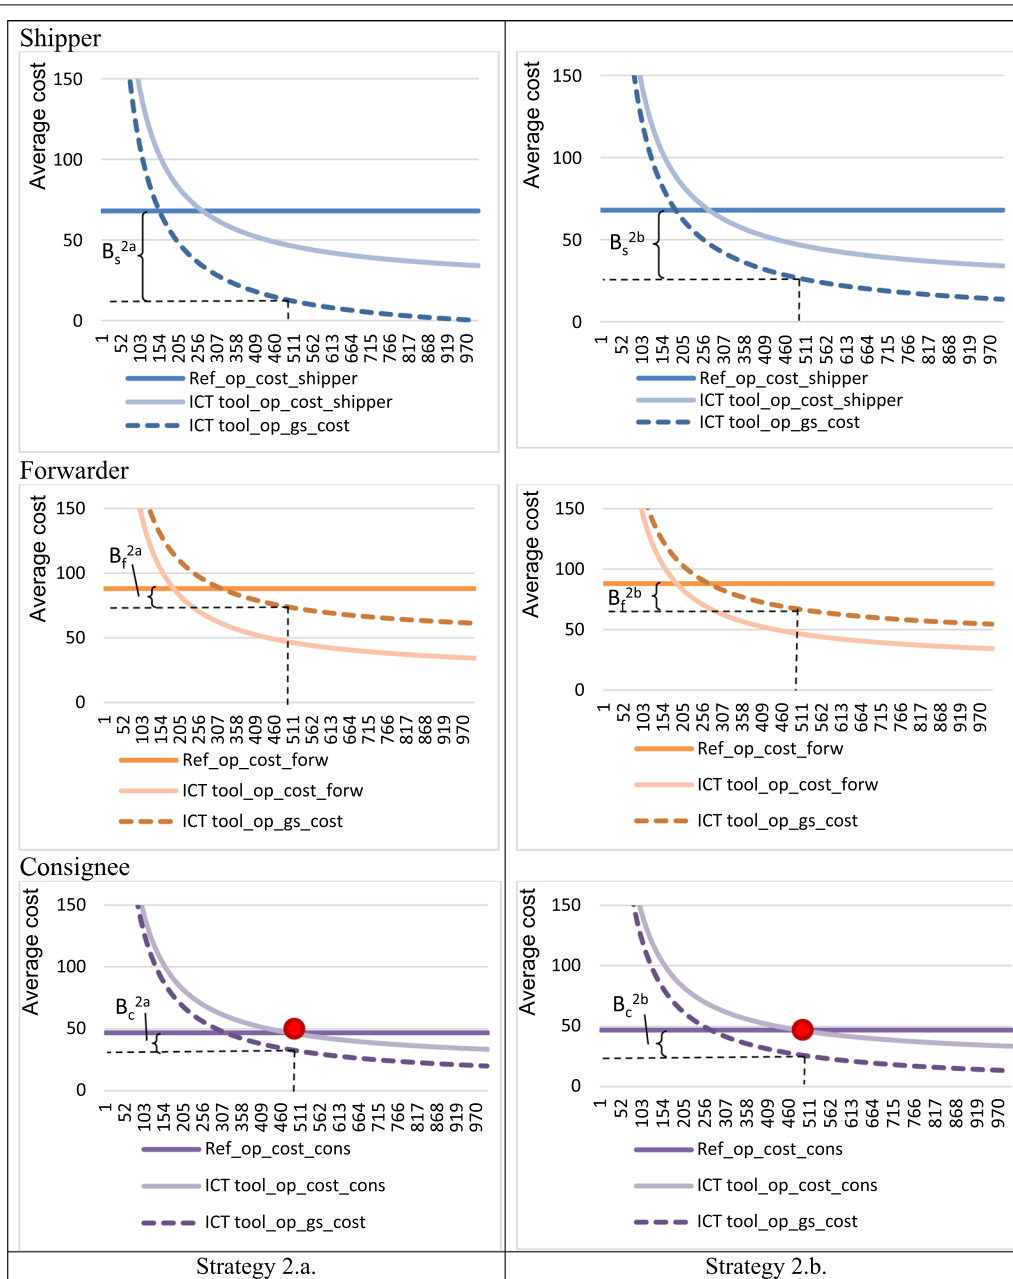 Shipper
Average cost
150
100
50
0
Bs2a
1 52 103 154 205 256 307 358 409 460 511 562 613 664 715 766 817 868 919 970
Ref_op_cost_shipper
ICT tool_op_cost_shipper
ICT tool_op_gs_cost
Average cost
150
100
50
0
Bs2b
1 52 103 154 205 256 307 358 409 460 511 562 613 664 715 766 817 868 919 970
Ref_op_cost_shipper
ICT tool_op_cost_shipper
ICT tool_op_gs_cost
Forwarder
Average cost
150
100
50
0
Bf2a
1 52 103 154 205 256 307 358 409 460 511 562 613 664 715 766 817 868 919 970
Ref_op_cost_forw
ICT tool_op_cost_forw
ICT tool_op_gs_cost
Average cost
150
100
50
0
Bf2b
1 52 103 154 205 256 307 358 409 460 511 562 613 664 715 766 817 868 919 970
Ref_op_cost_forw
ICT tool_op_cost_forw
ICT tool_op_gs_cost
Consignee
Average cost
150
100
50
0
Bc2a
1 52 103 154 205 256 307 358 409 460 511 562 613 664 715 766 817 868 919 970
Ref_op_cost_cons
ICT tool_op_cost_cons
ICT tool_op_gs_cost
Average cost
150
100
50
0
Bc2b
1 52 103 154 205 256 307 358 409 460 511 562 613 664 715 766 817 868 919 970
Ref_op_cost_cons
ICT tool_op_cost_cons
ICT tool_op_gs_cost
Strategy 2.a.
Strategy 2.b.